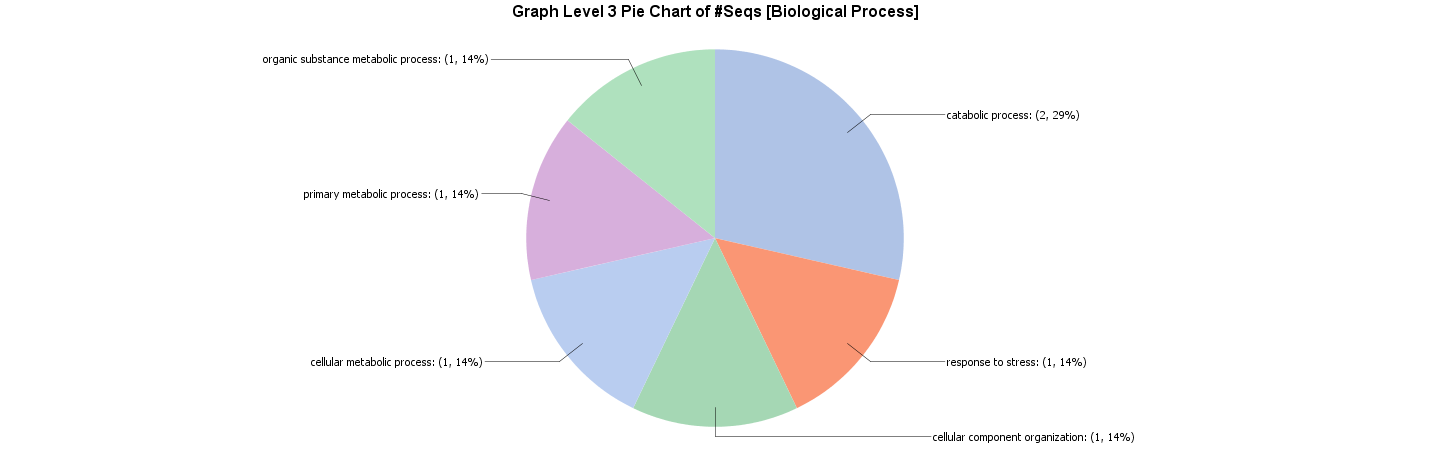 Graph Level 3 Pie Chart of #Seqs [Biological Process]
organic substance metabolic process: (1, 14%)
catabolic process: (2, 29%)
primary metabolic process: (1, 14%)
cellular metabolic process: (1, 14%)
response to stress: (1, 14%)
cellular component organization: (1, 14%)